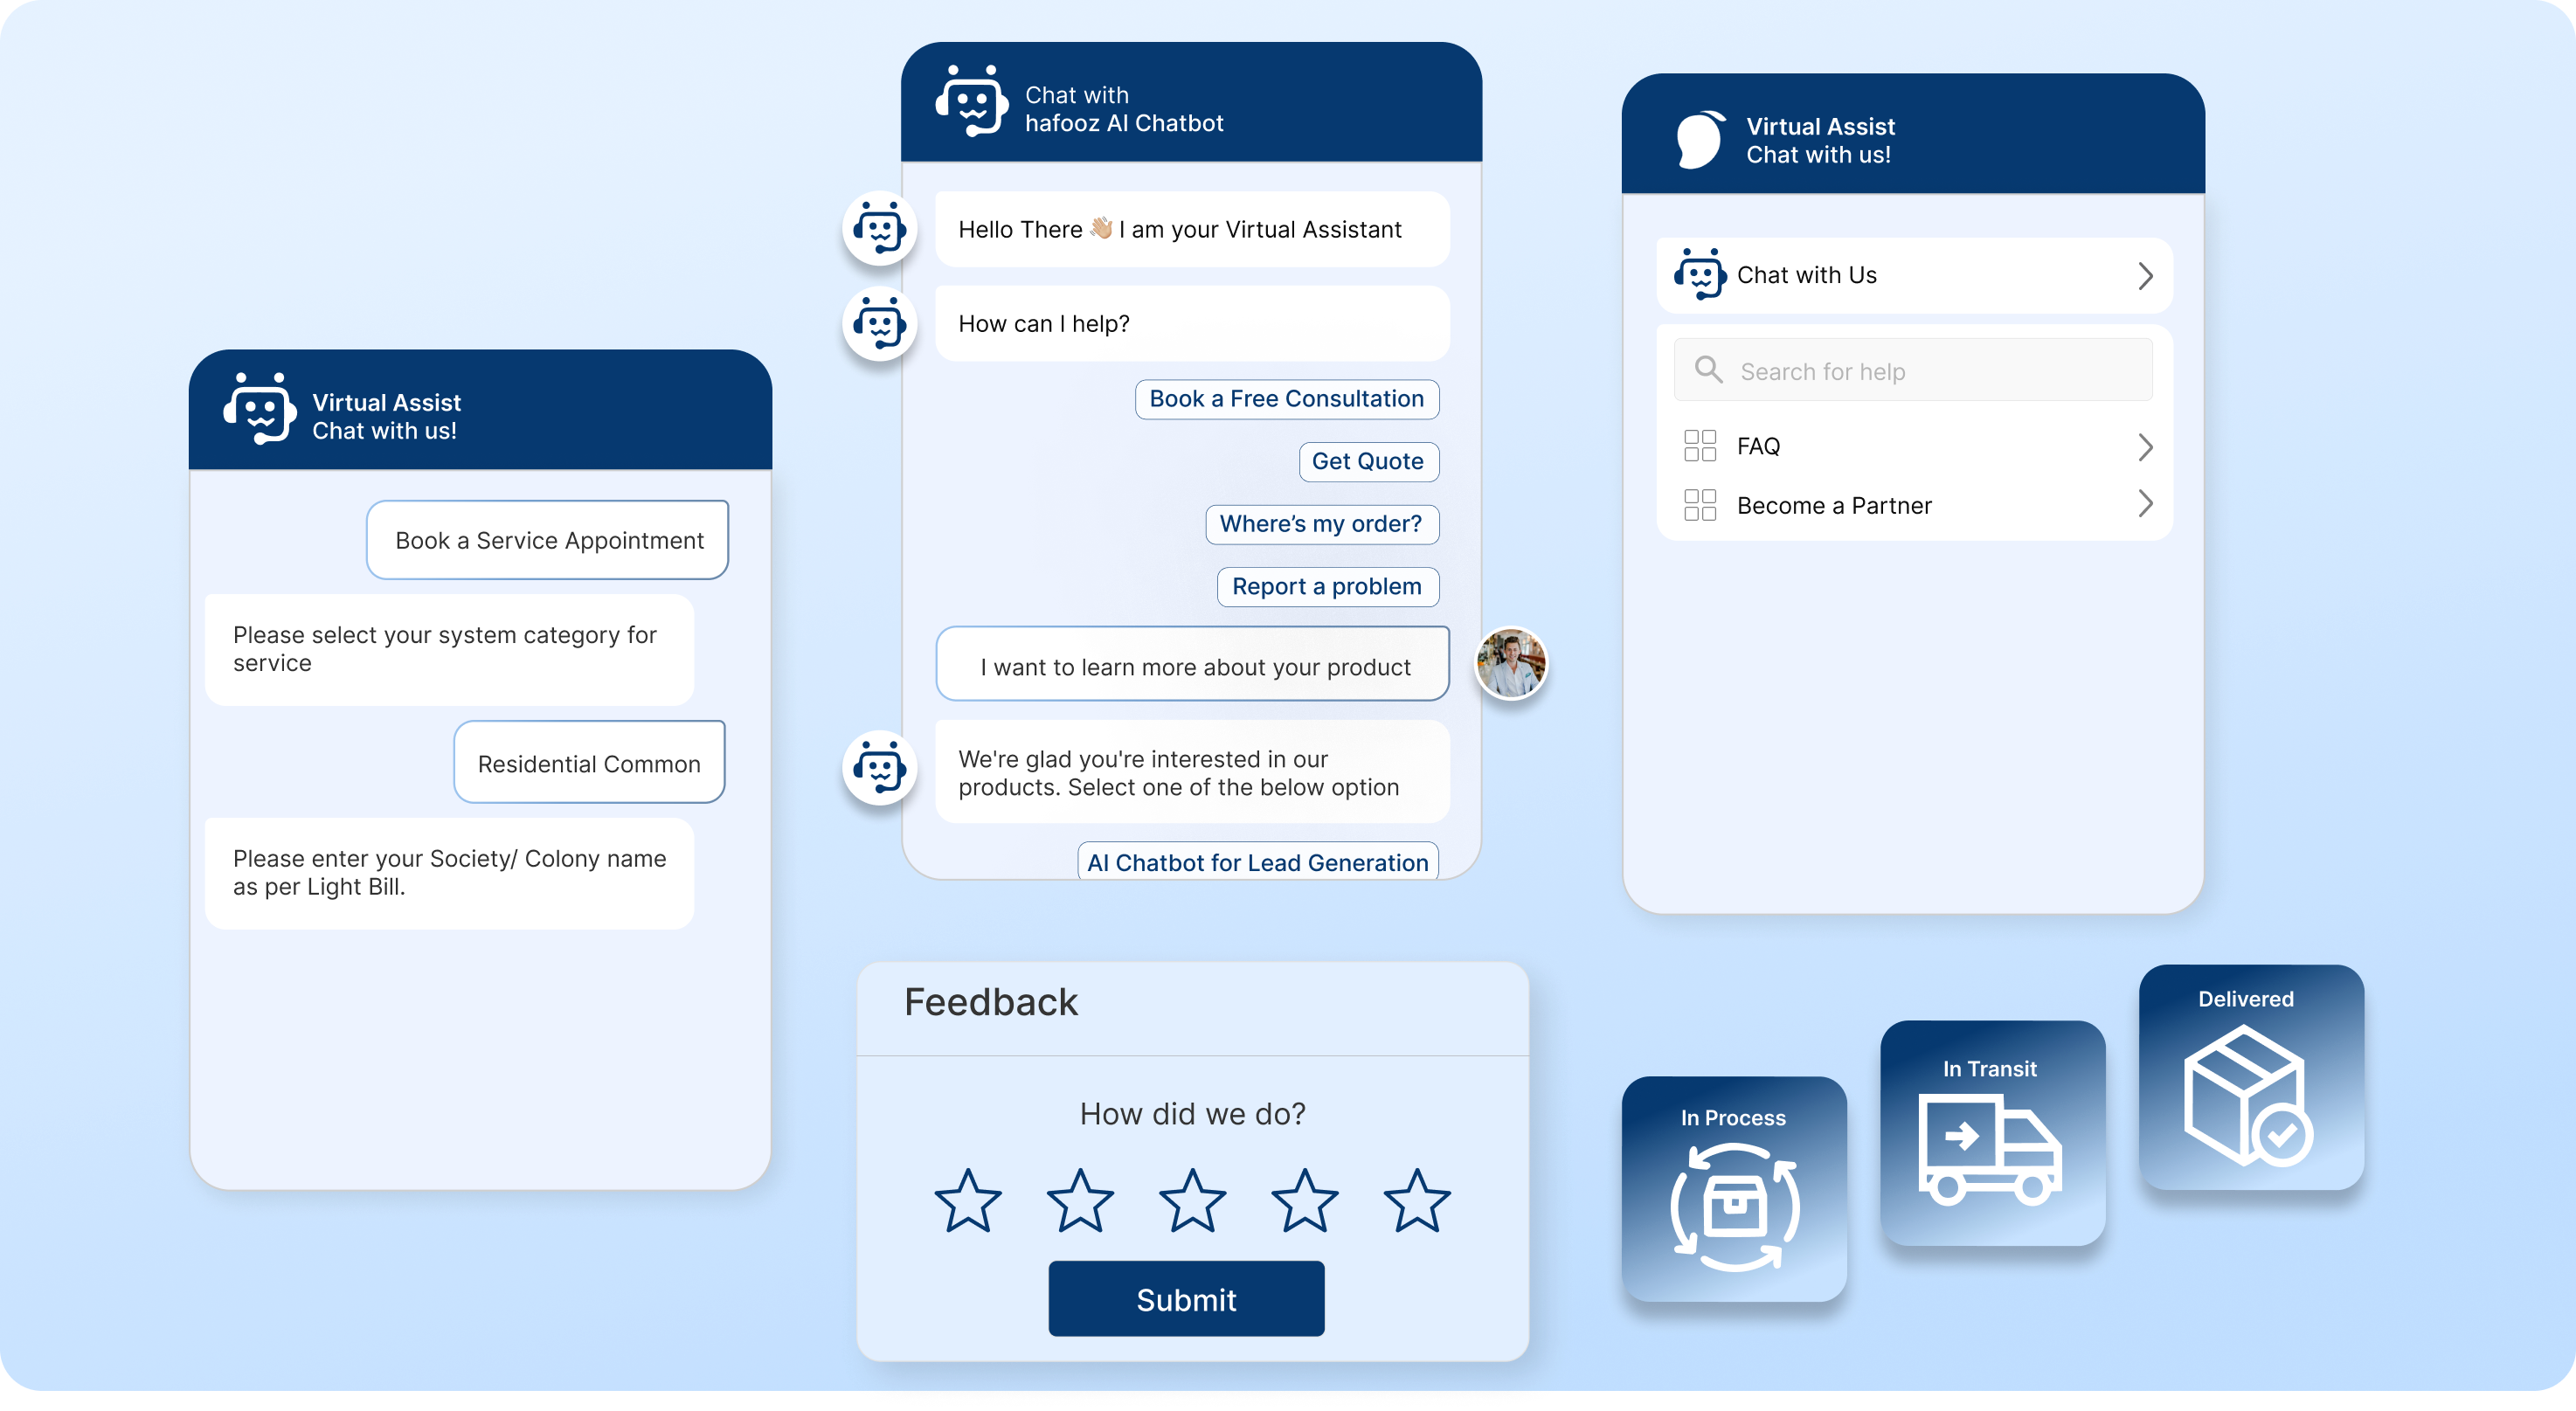 Virtual Assist
Chat with us!
Book a Service Appointment
Please select your system category for
service
Residential Common
Please enter your Society/ Colony name
as per Light Bill.
Chat with
hafooz AI Chatbot
Hello There 👋🏼 I am your Virtual Assistant
How can I help?
Book a Free Consultation
Get Quote
Where’s my order?
Report a problem
I want to learn more about your product
We're glad you're interested in our
products. Select one of the below option
AI Chatbot for Lead Generation
Virtual Assist
Chat with us!
Chat with Us
Search for help
FAQ
Become a Partner
Feedback
How did we do?
Submit
In Process
In Transit
Delivered